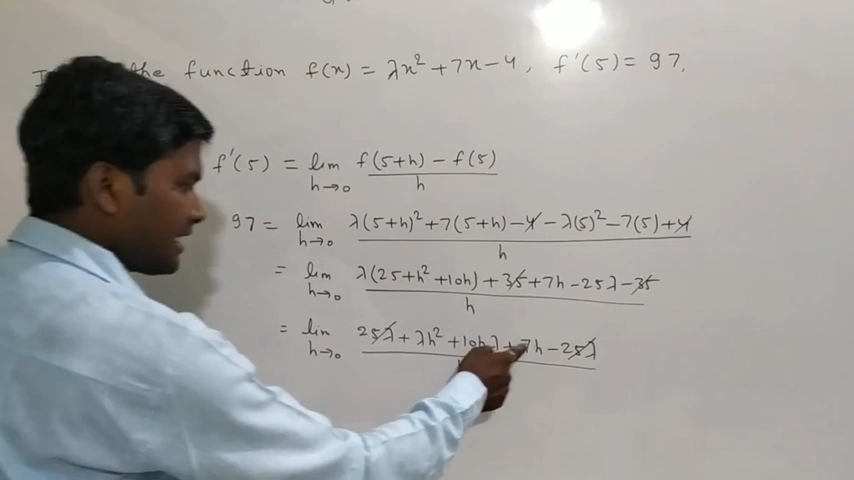 the function f(x) = λx² + 7x - 4, f'(5) = 97.
f'(5) = lim h→0 f(5+h) - f(5) / h
97 = lim h→0 λ(5+h)² + 7(5+h) - 4 - λ(5)² - 7(5) + 4 / h
= lim h→0 λ(25+h²+10h) + 35 + 7h - 25λ - 35 / h
= lim h→0 25λ + λh² + 10hλ + 7h - 25λ